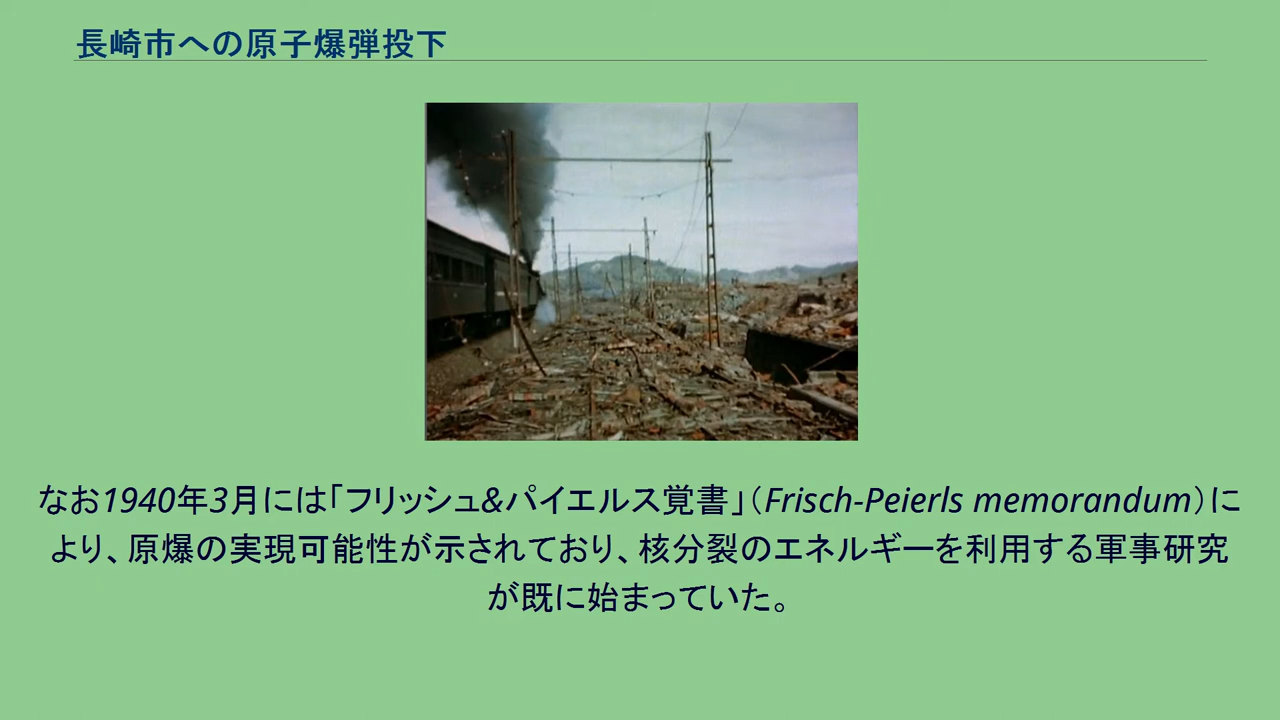 長崎市への原子爆弾投下
なお1940年3月には｢フリッシュ&パイエルス覚書｣（Frisch-Peierls memorandum）に
より、原爆の実現可能性が示されており、核分裂のエネルギーを利用する軍事研究
が既に始まっていた。